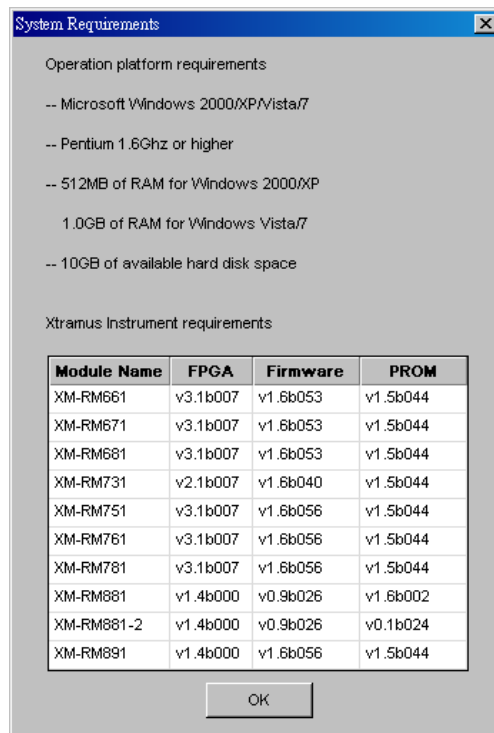 System Requirements
Operation platform requirements
-- Microsoft Windows 2000/XP/Vista/7
-- Pentium 1.6Ghz or higher
-- 512MB of RAM for Windows 2000/XP
1.0GB of RAM for Windows Vista/7
-- 10GB of available hard disk space
Xtramus Instrument requirements
Module Name FPGA Firmware PROM
XM-RM661 v3.1b007 v1.6b053 v1.5b044
XM-RM671 v3.1b007 v1.6b053 v1.5b044
XM-RM681 v3.1b007 v1.6b053 v1.5b044
XM-RM731 v2.1b007 v1.6b040 v1.5b044
XM-RM751 v3.1b007 v1.6b056 v1.5b044
XM-RM761 v3.1b007 v1.6b056 v1.5b044
XM-RM781 v3.1b007 v1.6b056 v1.5b044
XM-RM881 v1.4b000 v0.9b026 v1.6b002
XM-RM881-2 v1.4b000 v0.9b026 v0.1b024
XM-RM891 v1.4b000 v1.6b056 v1.5b044
OK